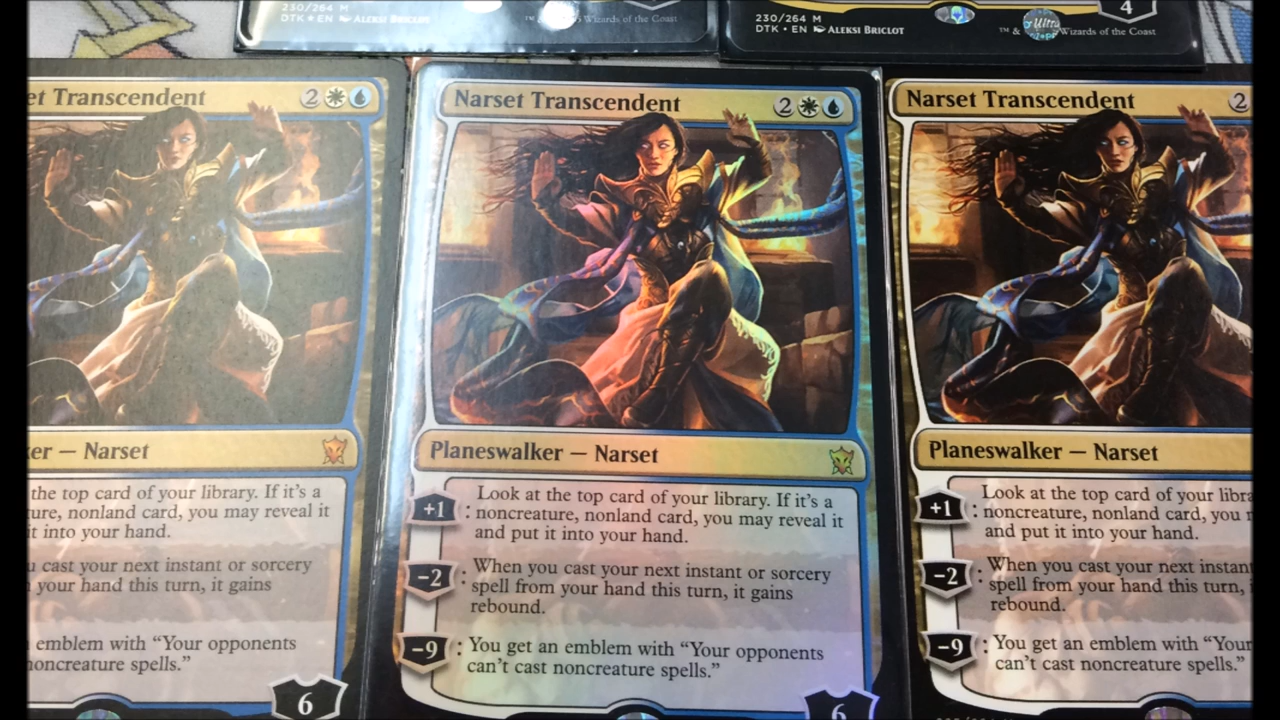 230/264 M
DTK • EN ALEKSI BRICLOT
™ & Wizards of the Coast
230/264 M
DTK • EN ALEKSI BRICLOT
™ & Wizards of the Coast
4
et Transcendent 2
ker — Narset
the top card of your library. If it's a
ture, nonland card, you may reveal it
it into your hand.
u cast your next instant or sorcery
your hand this turn, it gains
emblem with “Your opponents
noncreature spells.”
6
Narset Transcendent 2
Planeswalker — Narset
+1 : Look at the top card of your library. If it's a
noncreature, nonland card, you may reveal it
and put it into your hand.
−2 : When you cast your next instant or sorcery
spell from your hand this turn, it gains
rebound.
−9 : You get an emblem with “Your opponents
can't cast noncreature spells.”
6
Narset Transcendent 2
Planeswalker — Narset
+1 : Look at the top card of your libra
noncreature, nonland card, you
and put it into your hand.
−2 : When you cast your next instant
spell from your hand this turn,
rebound.
−9 : You get an emblem with “Your
can't cast noncreature spells.”